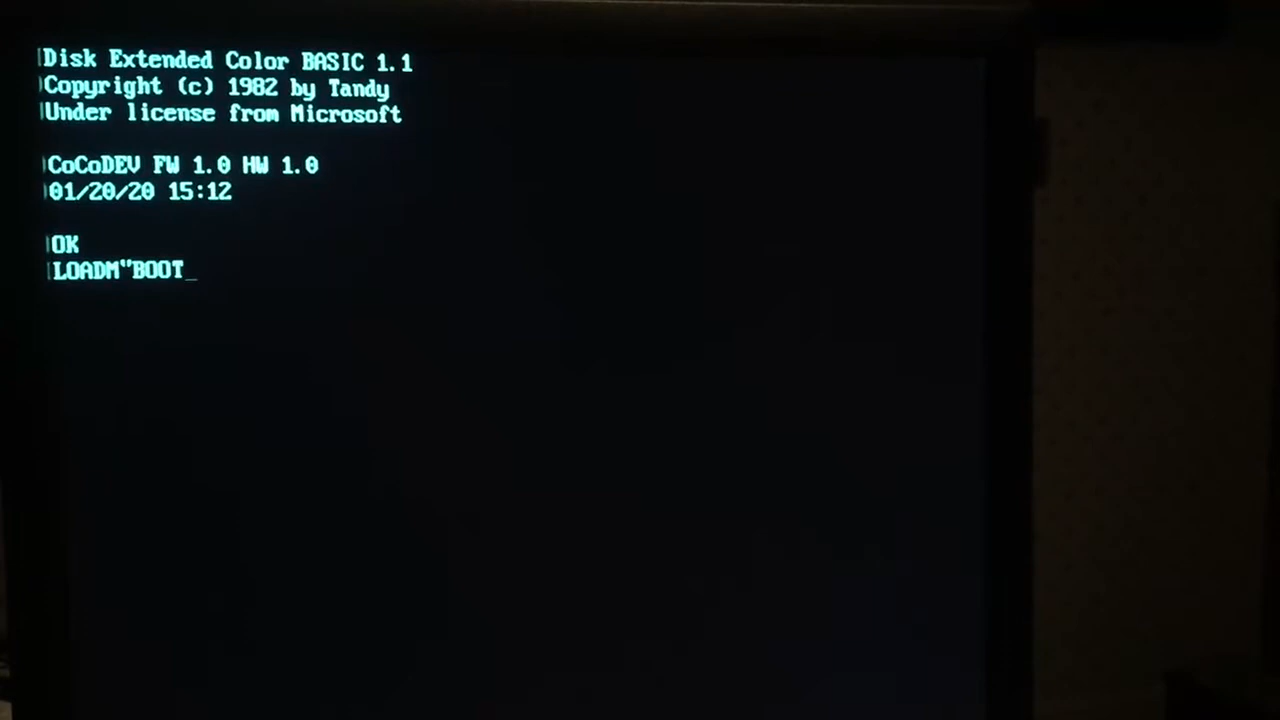 Disk Extended Color BASIC 1.1
Copyright (c) 1982 by Tandy
Under license from Microsoft
CoCoDEV FW 1.0 HW 1.0
01/20/20 15:12
OK
LOADM"BOOT_